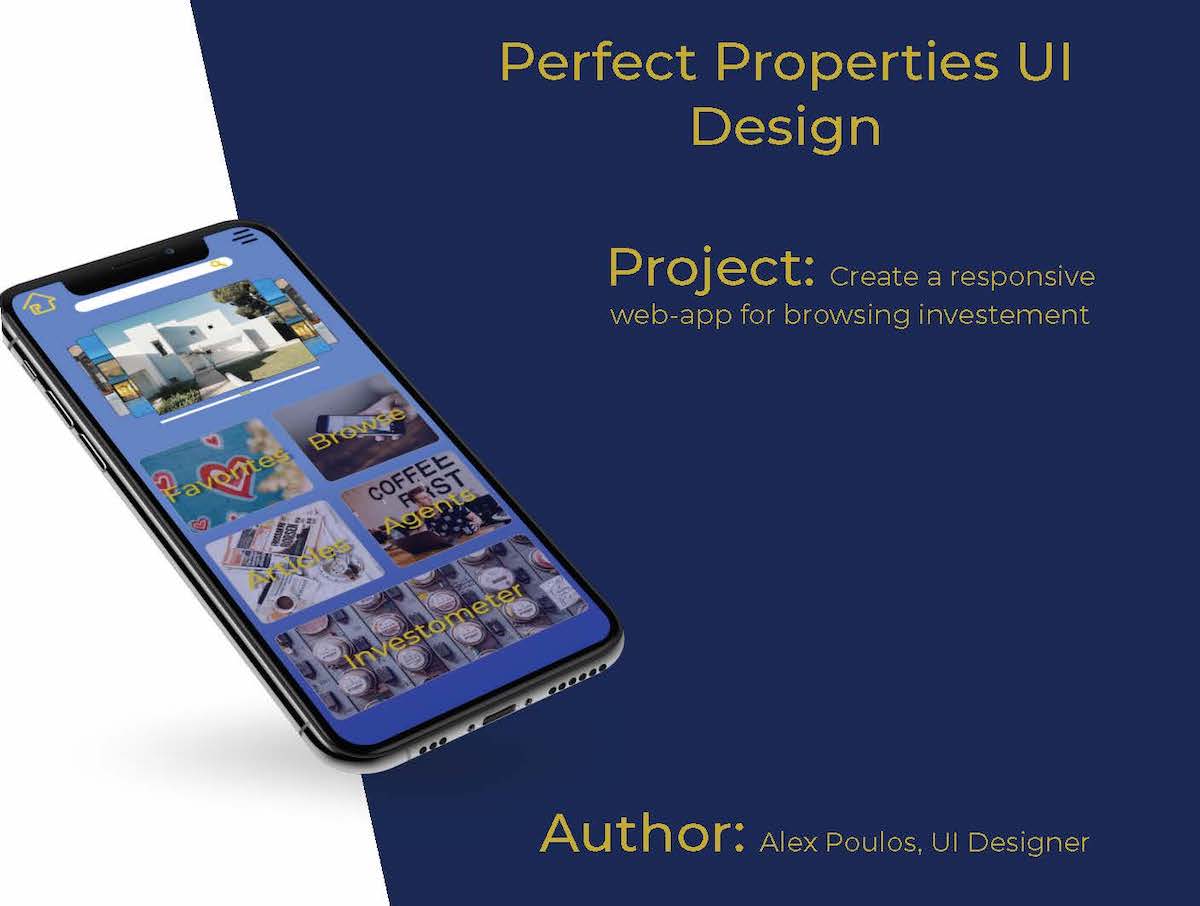 Perfect Properties UI
Design
Project: Create a responsive
web-app for browsing investement
Browse
Favorites
COFFEE
Agents
Articles
Investometer
Author: Alex Poulos, UI Designer